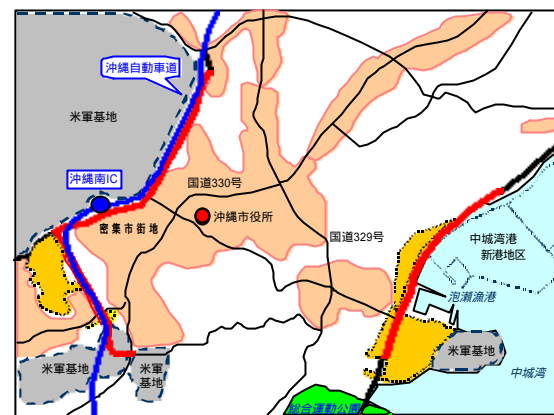 沖縄自動車道
米軍基地
沖縄南IC
国道330号
密集市街地
沖縄市役所
国道329号
中城湾港
新港地区
泡瀬漁港
米軍基地
米軍基地
米軍
基地
中城湾
総合運動公園